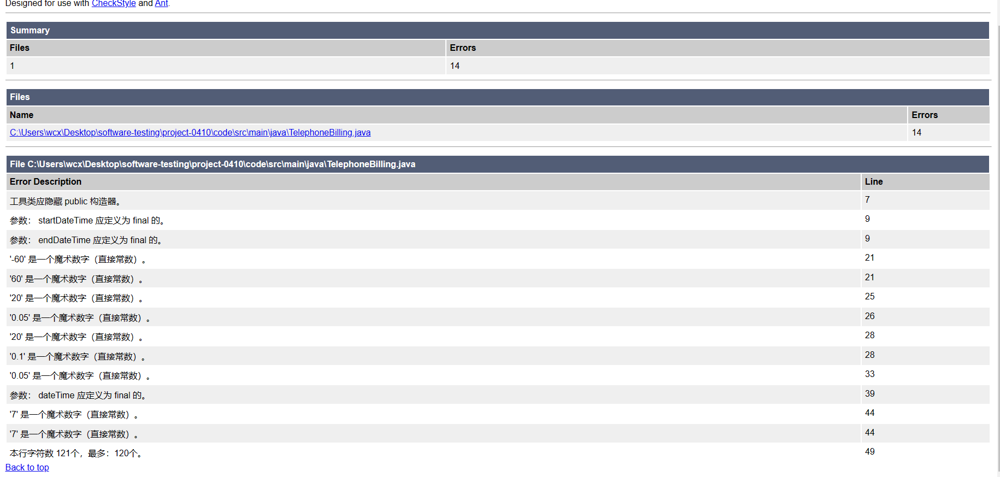 Designed for use with CheckStyle and Ant.
Summary
Files Errors
1 14
Files
Name Errors
C:\Users\wcx\Desktop\software-testing\project-0410\code\src\main\java\TelephoneBilling.java 14
File C:\Users\wcx\Desktop\software-testing\project-0410\code\src\main\java\TelephoneBilling.java
Error Description Line
工具类应隐藏 public 构造器。 7
参数： startDateTime 应定义为 final 的。 9
参数： endDateTime 应定义为 final 的。 9
'-60' 是一个魔术数字（直接常数）。 21
'60' 是一个魔术数字（直接常数）。 21
'20' 是一个魔术数字（直接常数）。 25
'0.05' 是一个魔术数字（直接常数）。 26
'20' 是一个魔术数字（直接常数）。 28
'0.1' 是一个魔术数字（直接常数）。 28
'0.05' 是一个魔术数字（直接常数）。 33
参数： dateTime 应定义为 final 的。 39
'7' 是一个魔术数字（直接常数）。 44
'7' 是一个魔术数字（直接常数）。 44
本行字符数 121个，最多：120个。 49
Back to top